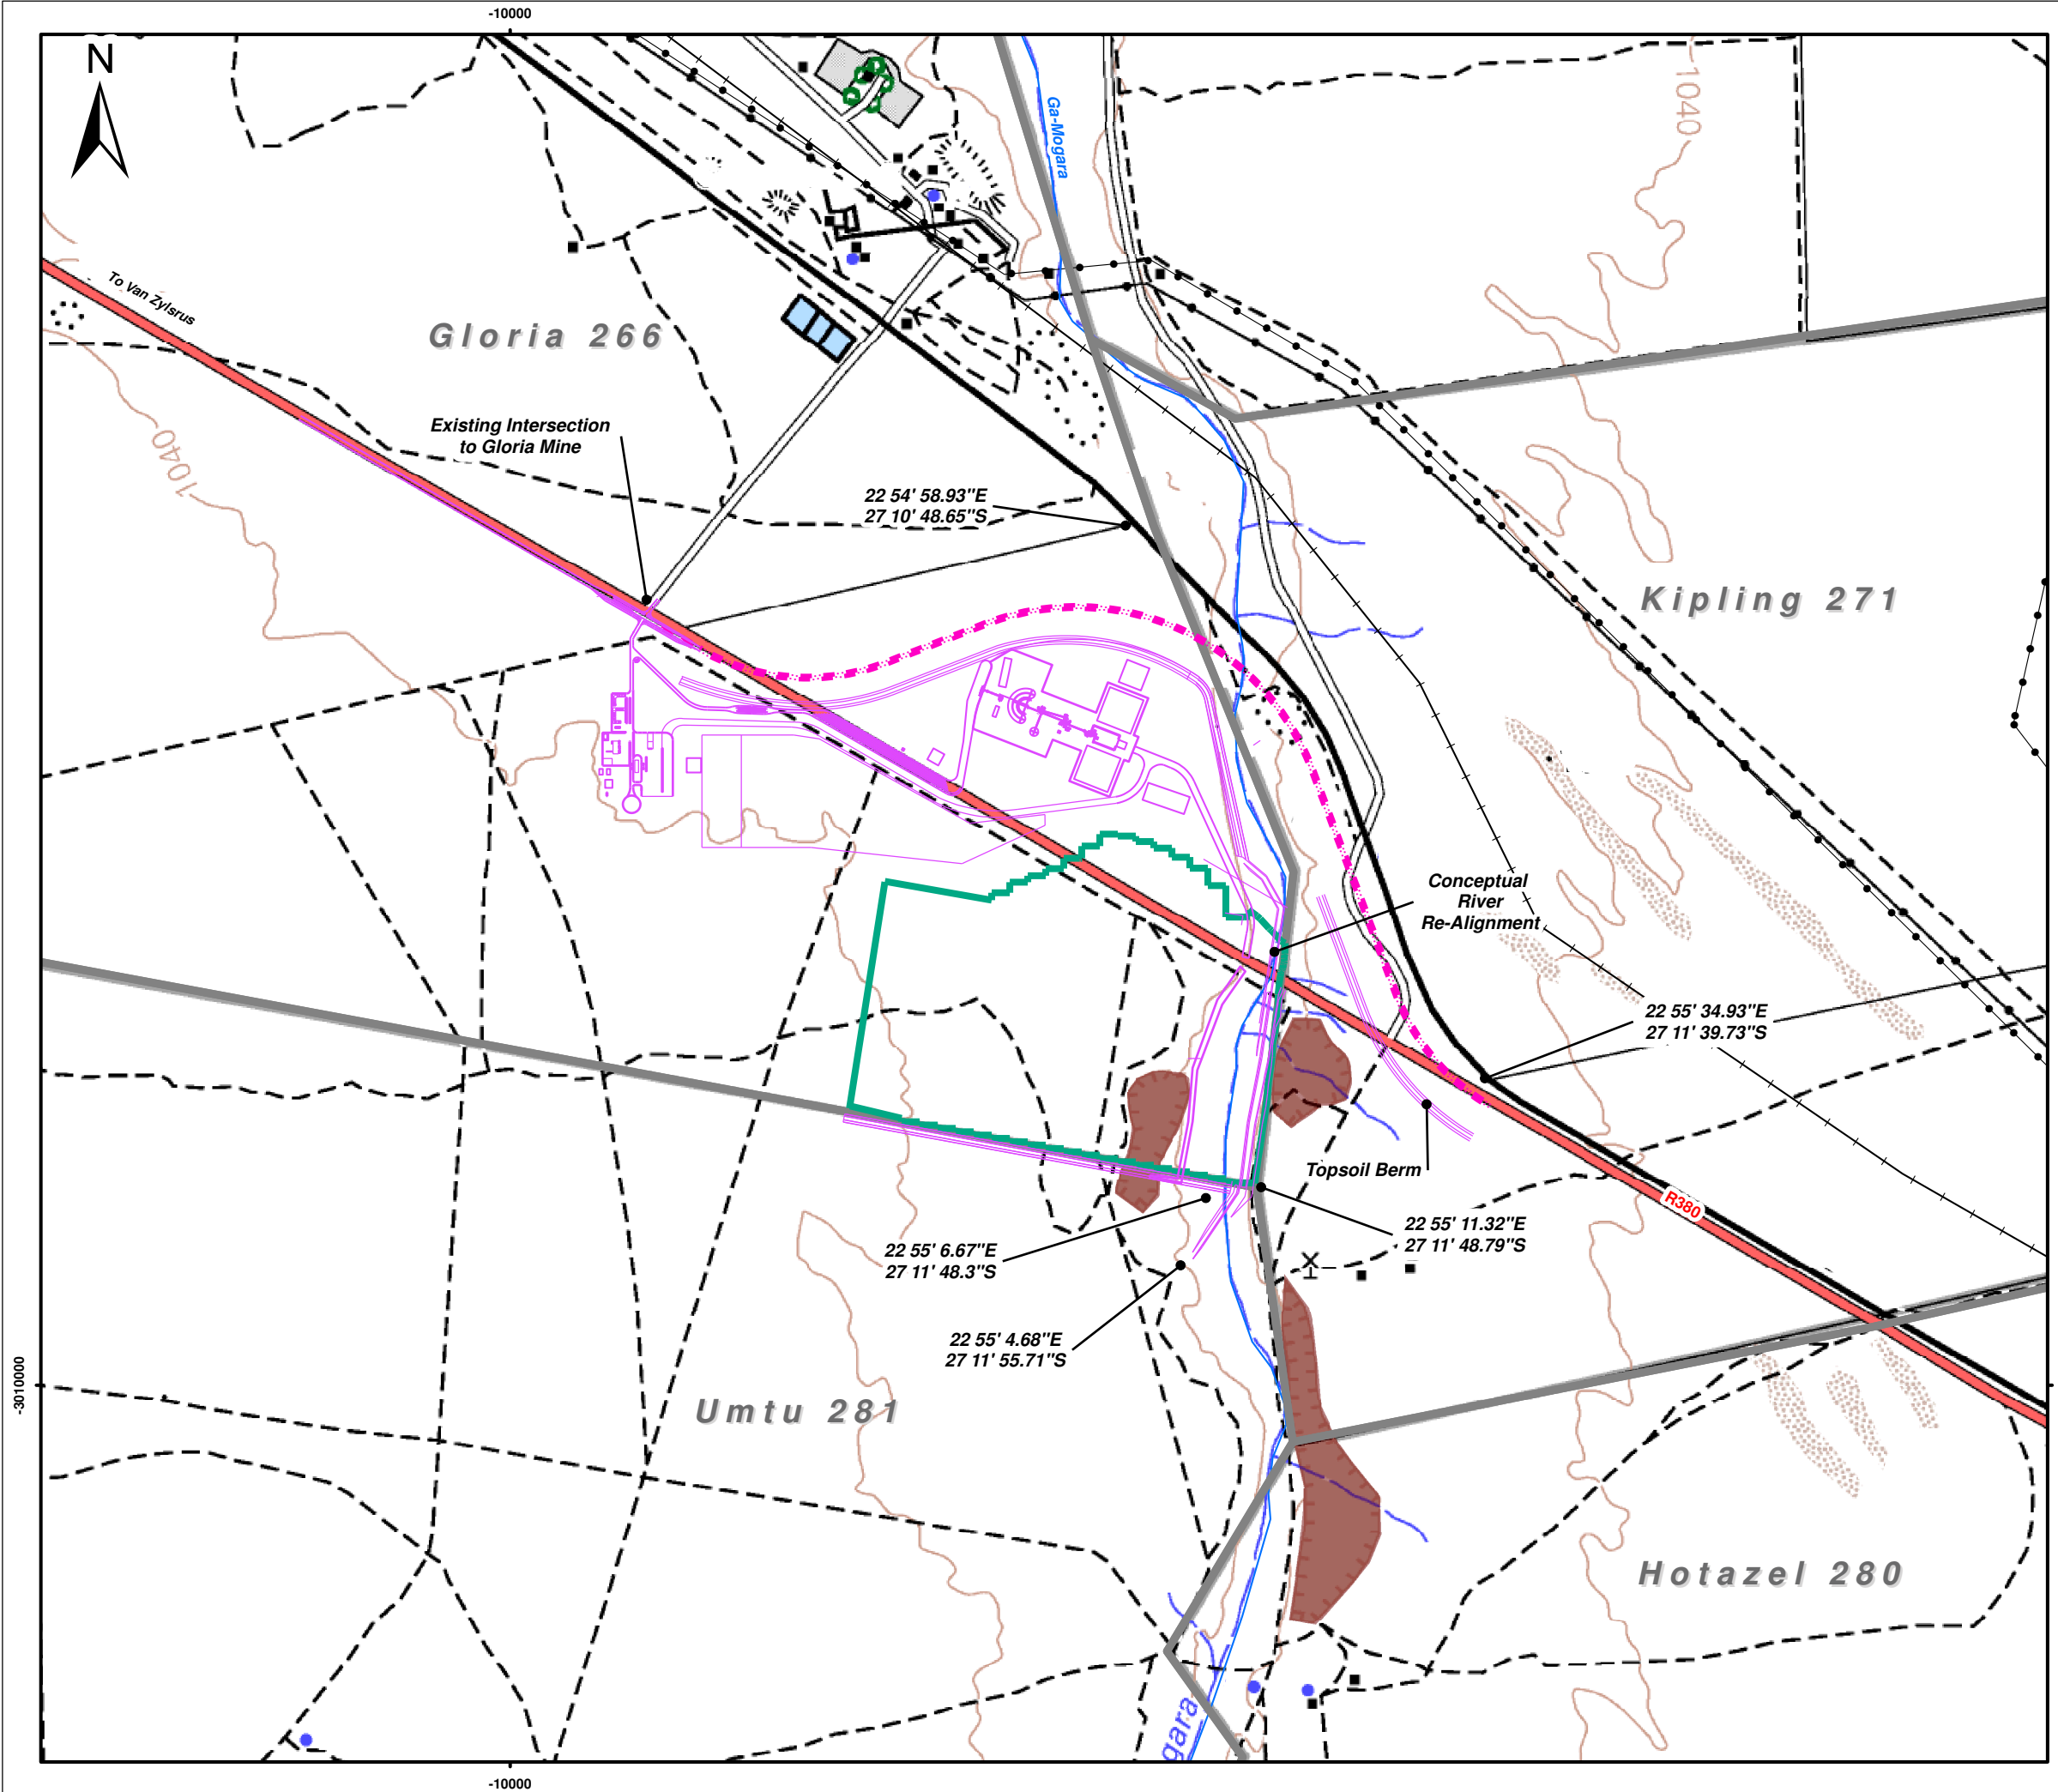 -10000
N
Ga-Mogara
1040
To Van Zylsrus
Gloria 266
Existing Intersection
to Gloria Mine
1040
22 54' 58.93"E
27 10' 48.65"S
Kipling 271
Conceptual
River
Re-Alignment
22 55' 34.93"E
27 11' 39.73"S
Topsoil Berm
R380
22 55' 11.32"E
27 11' 48.79"S
22 55' 6.67"E
27 11' 48.3"S
22 55' 4.68"E
27 11' 55.71"S
-3010000
Umtu 281
Hotazel 280
gara
-10000